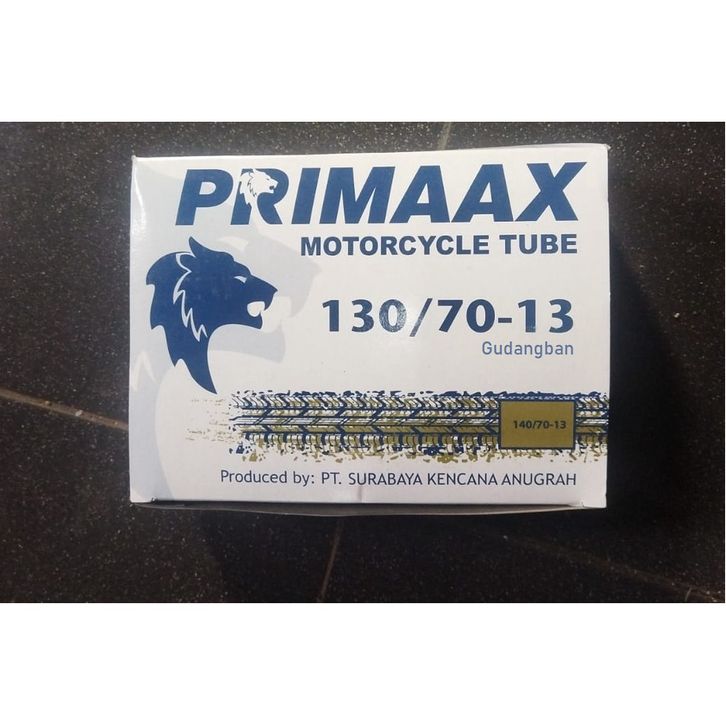 PRIMAAX
MOTORCYCLE TUBE
130/70-13
Gudangban
140/70-13
Produced by: PT. SURABAYA KENCANA ANUGRAH